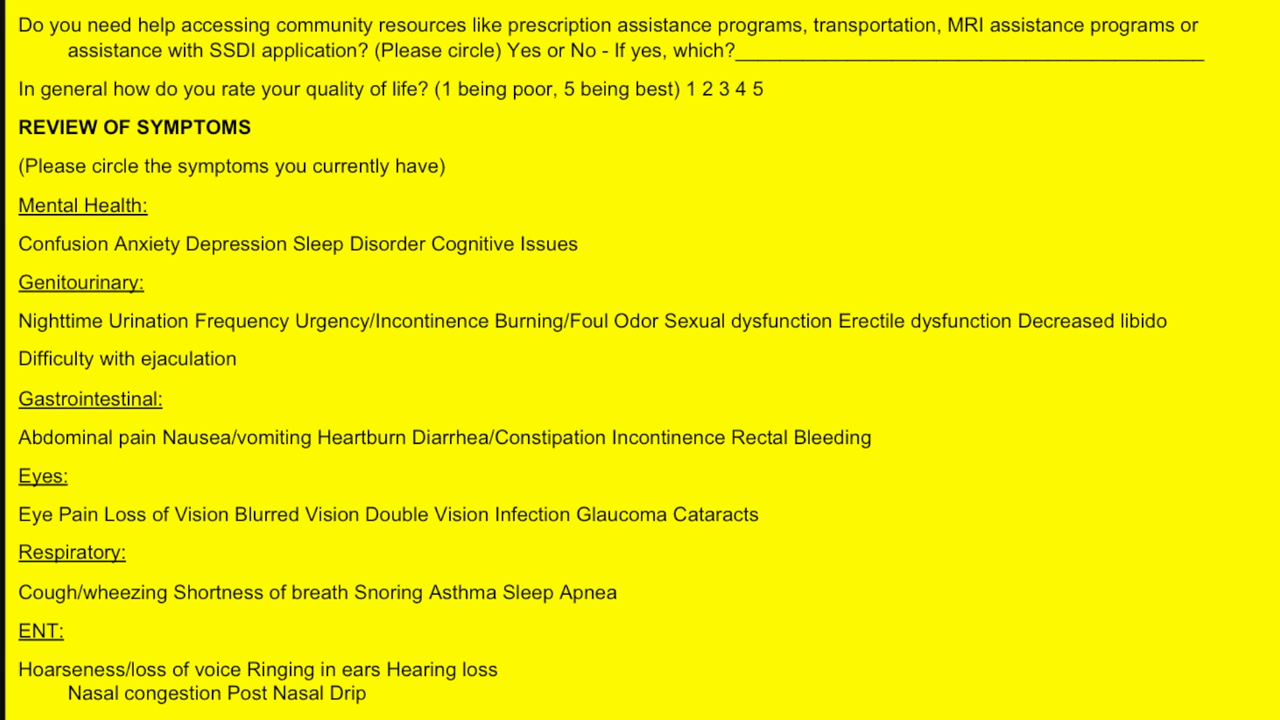 Do you need help accessing community resources like prescription assistance programs, transportation, MRI assistance programs or
assistance with SSDI application? (Please circle) Yes or No - If yes, which?__________________________________________
In general how do you rate your quality of life? (1 being poor, 5 being best) 1 2 3 4 5
REVIEW OF SYMPTOMS
(Please circle the symptoms you currently have)
Mental Health:
Confusion Anxiety Depression Sleep Disorder Cognitive Issues
Genitourinary:
Nighttime Urination Frequency Urgency/Incontinence Burning/Foul Odor Sexual dysfunction Erectile dysfunction Decreased libido
Difficulty with ejaculation
Gastrointestinal:
Abdominal pain Nausea/vomiting Heartburn Diarrhea/Constipation Incontinence Rectal Bleeding
Eyes:
Eye Pain Loss of Vision Blurred Vision Double Vision Infection Glaucoma Cataracts
Respiratory:
Cough/wheezing Shortness of breath Snoring Asthma Sleep Apnea
ENT:
Hoarseness/loss of voice Ringing in ears Hearing loss
Nasal congestion Post Nasal Drip